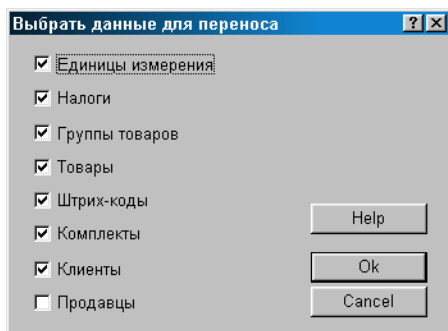 Выбрать данные для переноса
Единицы измерения
Налоги
Группы товаров
Товары
Штрих-коды
Комплекты
Клиенты
Продавцы
Help
Ok
Cancel